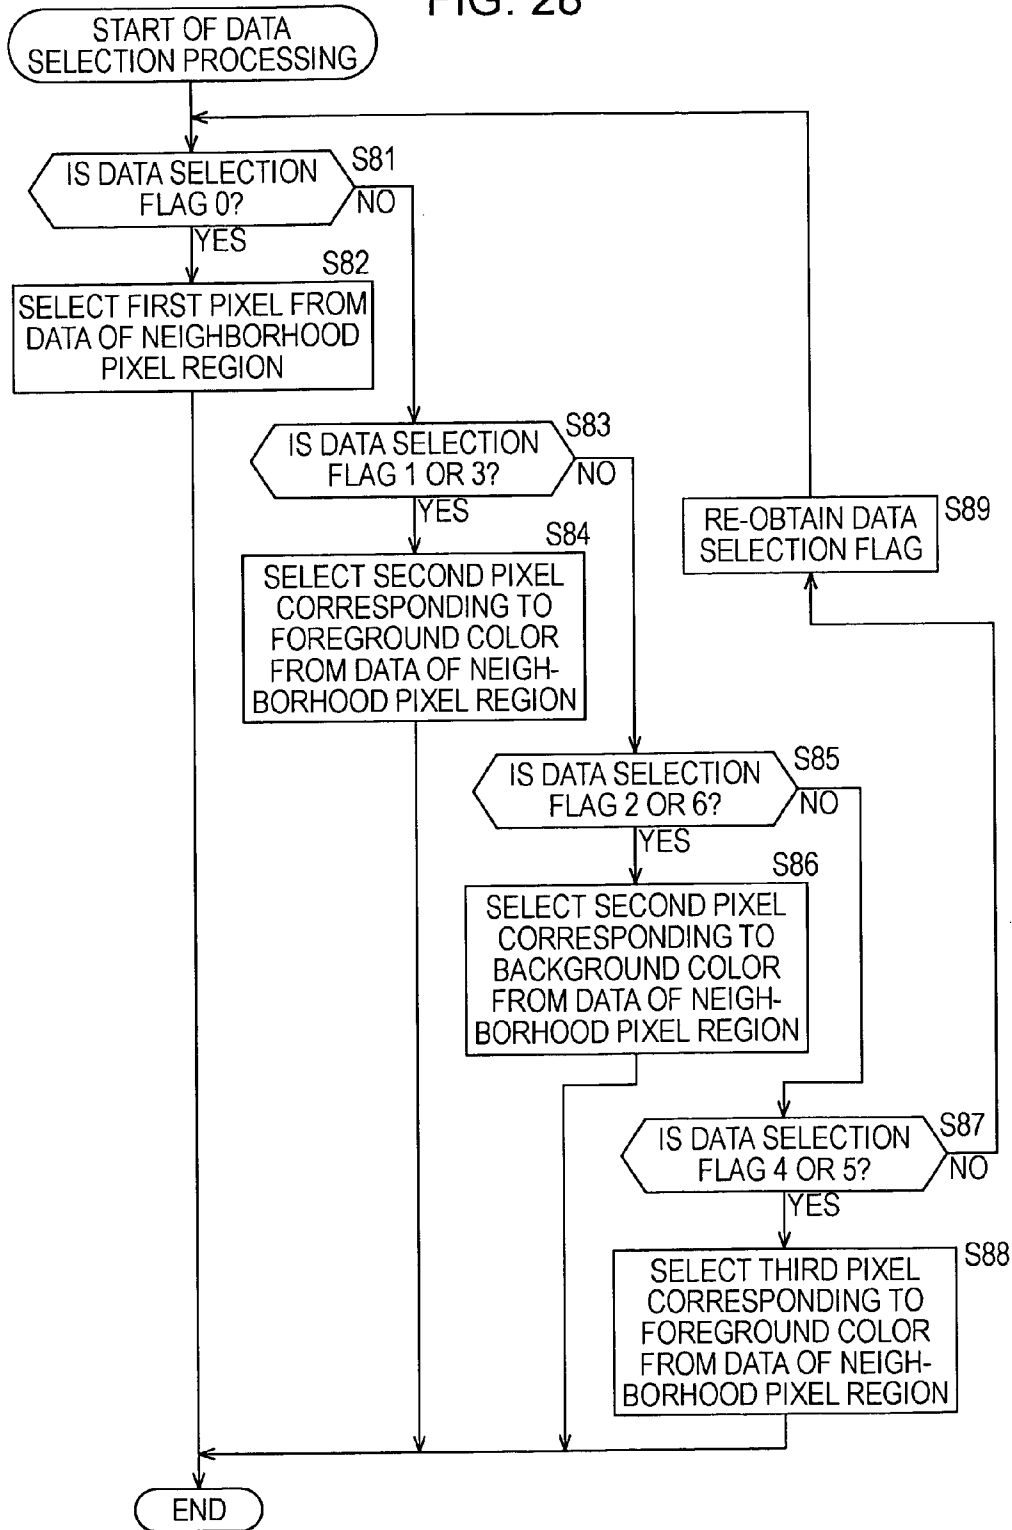 FIG. 28
START OF DATA
SELECTION PROCESSING
IS DATA SELECTION
FLAG 0?
S81
NO
YES
S82
SELECT FIRST PIXEL FROM
DATA OF NEIGHBORHOOD
PIXEL REGION
IS DATA SELECTION
FLAG 1 OR 3?
S83
NO
YES
S84
SELECT SECOND PIXEL
CORRESPONDING TO
FOREGROUND COLOR
FROM DATA OF NEIGH-
BORHOOD PIXEL REGION
RE-OBTAIN DATA
SELECTION FLAG
S89
IS DATA SELECTION
FLAG 2 OR 6?
S85
NO
YES
S86
SELECT SECOND PIXEL
CORRESPONDING TO
BACKGROUND COLOR
FROM DATA OF NEIGH-
BORHOOD PIXEL REGION
IS DATA SELECTION
FLAG 4 OR 5?
S87
NO
YES
S88
SELECT THIRD PIXEL
CORRESPONDING TO
FOREGROUND COLOR
FROM DATA OF NEIGH-
BORHOOD PIXEL REGION
END